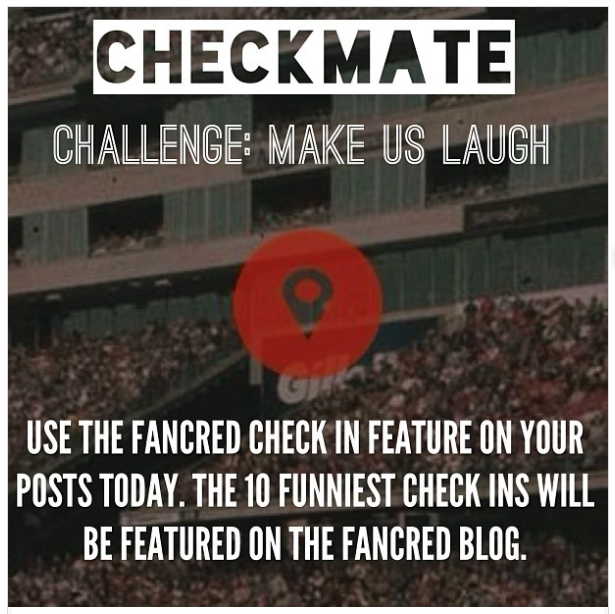 CHECKMATE
CHALLENGE: MAKE US LAUGH
USE THE FANCRED CHECK IN FEATURE ON YOUR
POSTS TODAY. THE 10 FUNNIEST CHECK INS WILL
BE FEATURED ON THE FANCRED BLOG.